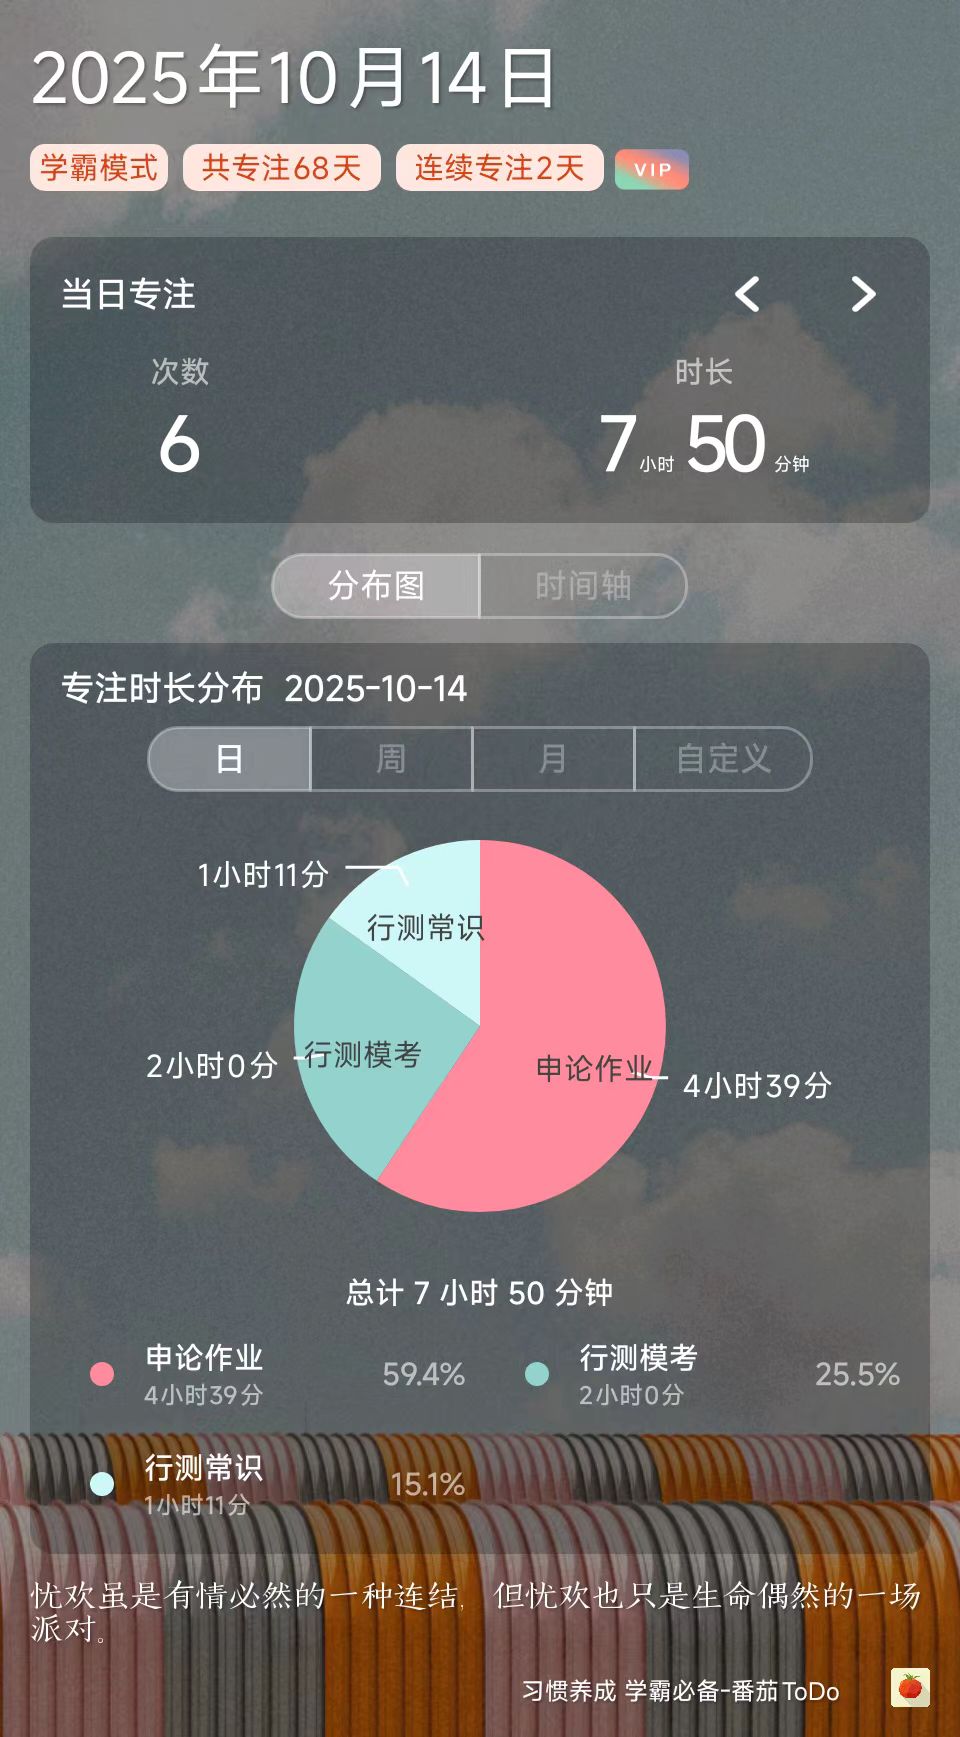 2025年10月14日
学霸模式 共专注68天 连续专注2天 VIP
当日专注
次数 时长
6 7小时50分钟
分布图 时间轴
专注时长分布 2025-10-14
日 周 月 自定义
1小时11分
行测常识
2小时0分 行测模考
申论作业 4小时39分
总计 7 小时 50 分钟
申论作业 59.4% 行测模考 25.5%
4小时39分 2小时0分
行测常识 15.1%
1小时11分
忧欢虽是有情必然的一种连结， 但忧欢也只是生命偶然的一场
派对。
习惯养成 学霸必备-番茄ToDo